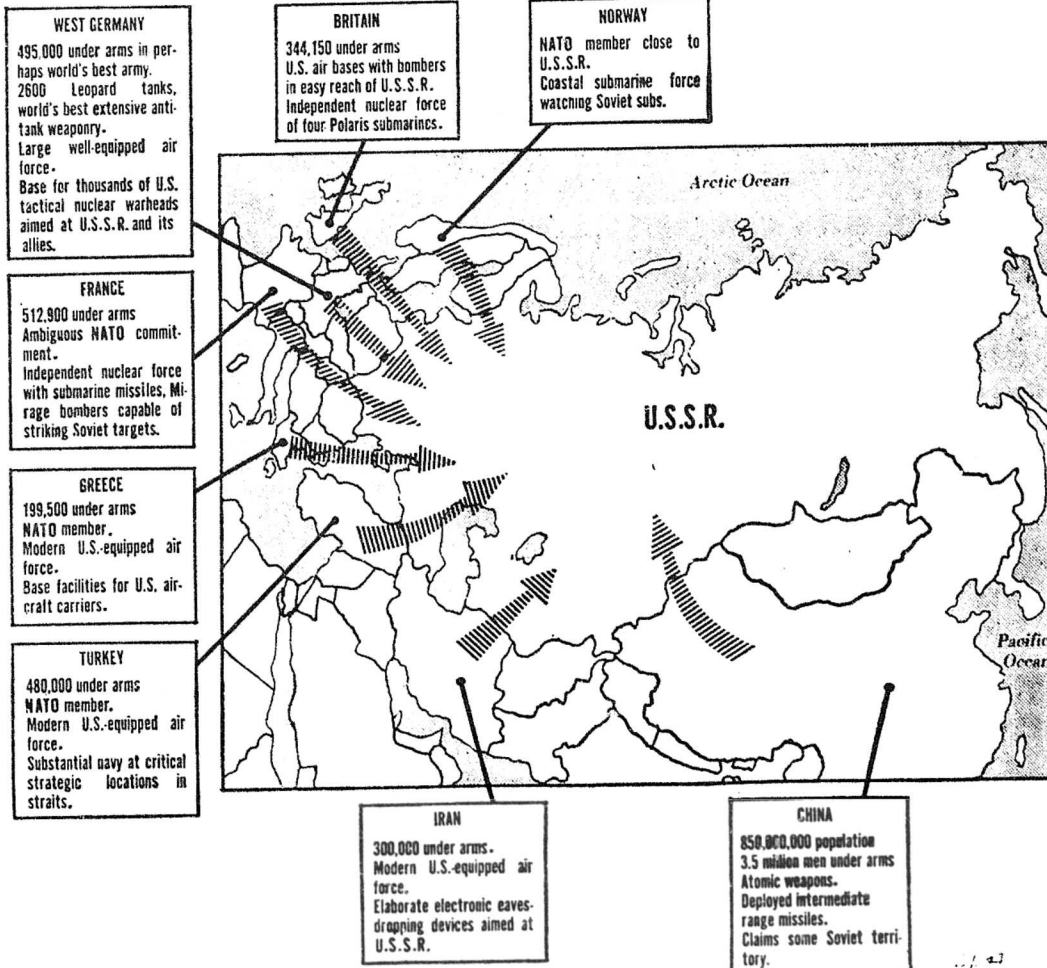 WEST GERMANY
495,000 under arms in per-
haps world's best army.
2600 Leopard tanks,
world's best extensive anti-
tank weaponry.
Large well-equipped air
force.
Base for thousands of U.S.
tactical nuclear warheads
aimed at U.S.S.R. and its
allies.
BRITAIN
344,150 under arms
U.S. air bases with bombers
in easy reach of U.S.S.R.
Independent nuclear force
of four Polaris submarines.
NORWAY
NATO member close to
U.S.S.R.
Coastal submarine force
watching Soviet subs.
FRANCE
512,900 under arms
Ambiguous NATO commit-
ment.
Independent nuclear force
with submarine missiles, Mi-
rage bombers capable of
striking Soviet targets.
GREECE
199,500 under arms
NATO member.
Modern U.S.-equipped air
force.
Base facilities for U.S. air-
craft carriers.
TURKEY
480,000 under arms
NATO member.
Modern U.S.-equipped air
force.
Substantial navy at critical
strategic locations in
straits.
Arctic Ocean
U.S.S.R.
Pacific
Ocean
IRAN
300,000 under arms.
Modern U.S.-equipped air
force.
Elaborate electronic eaves-
dropping devices aimed at
U.S.S.R.
CHINA
850,000,000 population
3.5 million men under arms
Atomic weapons.
Deployed intermediate
range missiles.
Claims some Soviet terri-
tory.